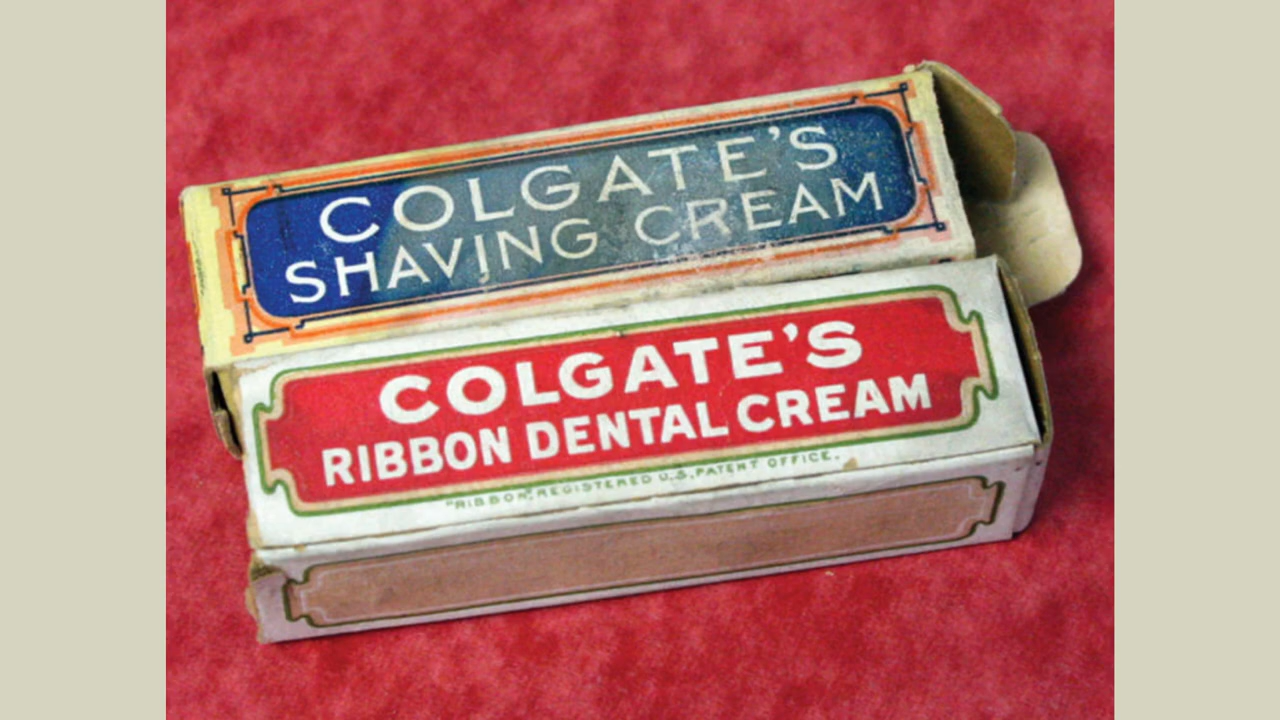 COLGATE'S
SHAVING CREAM
COLGATE'S
RIBBON DENTAL CREAM
"RIBBON", REGISTERED U.S. PATENT OFFICE.